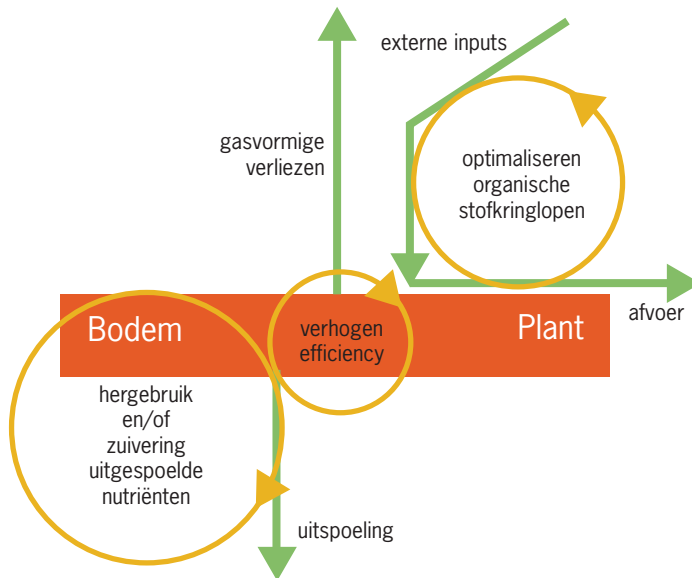 externe inputs
gasvormige
verliezen
optimaliseren
organische
stofkringlopen
afvoer
Bodem
verhogen
efficiency
Plant
hergebruik
en/of
zuivering
uitgespoelde
nutriënten
uitspoeling